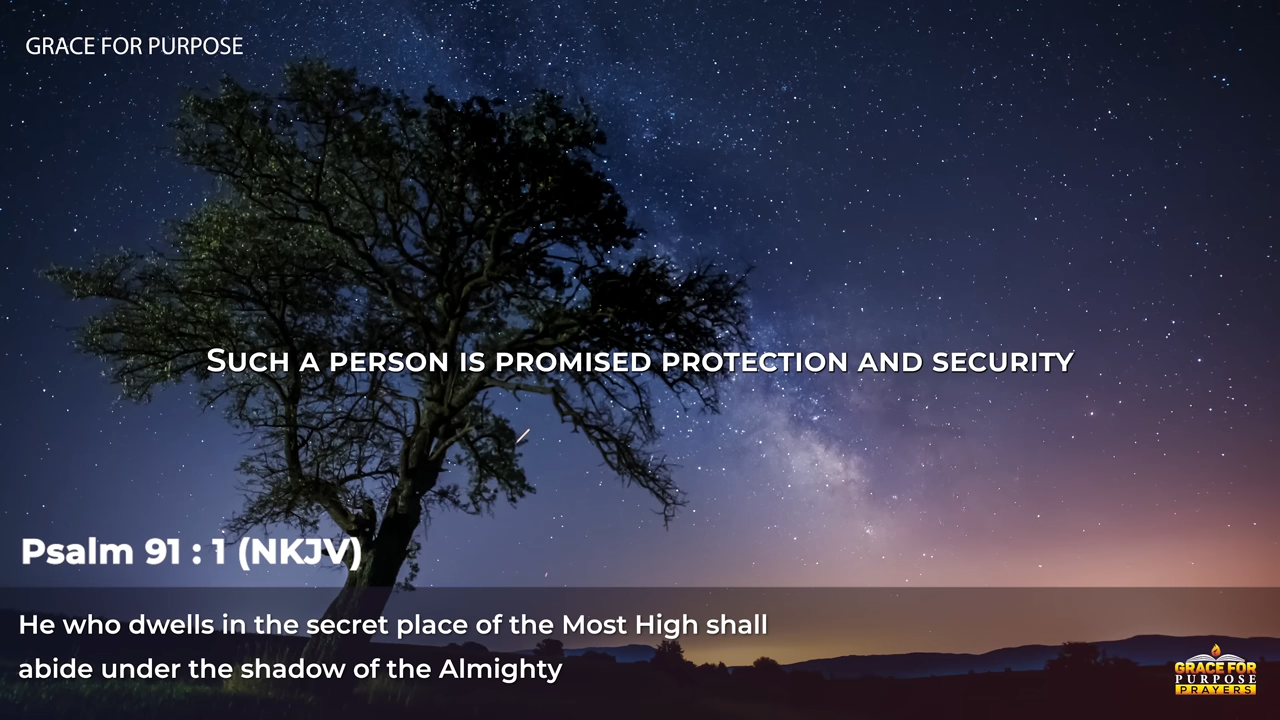 GRACE FOR PURPOSE
Such a person is promised protection and security
Psalm 91 : 1 (NKJV)
He who dwells in the secret place of the Most High shall
abide under the shadow of the Almighty
GRACE FOR
PURPOSE
PRAYERS